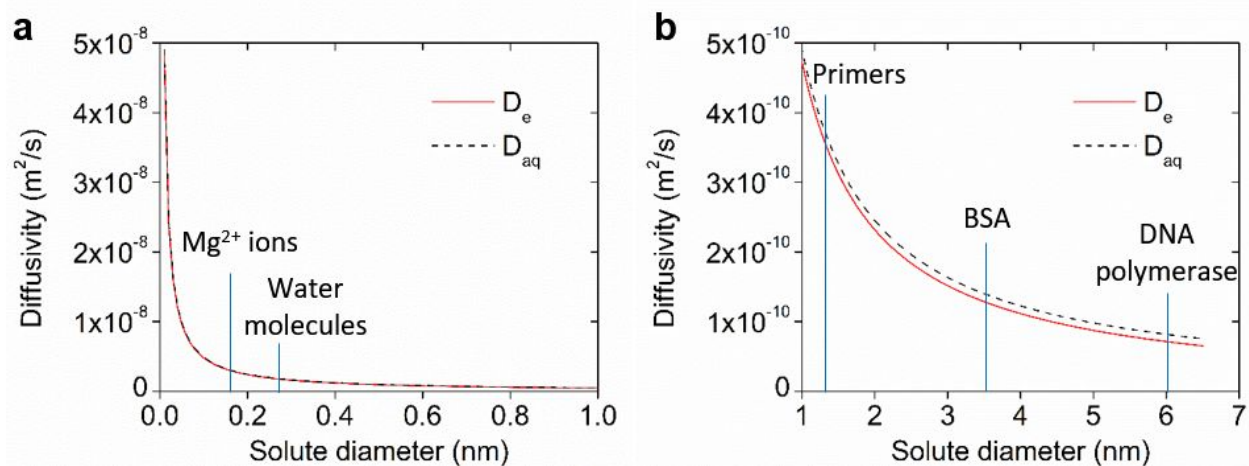 a
5x10⁻⁸
4x10⁻⁸
3x10⁻⁸
2x10⁻⁸
1x10⁻⁸
0
Diffusivity (m²/s)
Dₑ
D_aq
Mg²⁺ ions
Water
molecules
0.0 0.2 0.4 0.6 0.8 1.0
Solute diameter (nm)
b
5x10⁻¹⁰
4x10⁻¹⁰
3x10⁻¹⁰
2x10⁻¹⁰
1x10⁻¹⁰
0
Diffusivity (m²/s)
Primers
Dₑ
D_aq
BSA
DNA
polymerase
1 2 3 4 5 6 7
Solute diameter (nm)